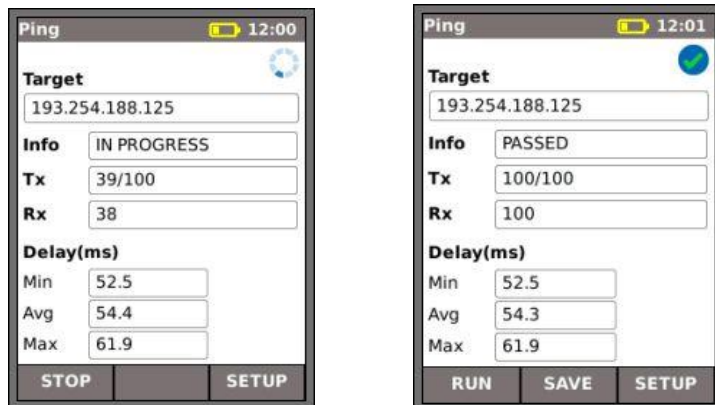 Ping 12:00
Target
193.254.188.125
Info IN PROGRESS
Tx 39/100
Rx 38
Delay(ms)
Min 52.5
Avg 54.4
Max 61.9
STOP SETUP
Ping 12:01
Target
193.254.188.125
Info PASSED
Tx 100/100
Rx 100
Delay(ms)
Min 52.5
Avg 54.3
Max 61.9
RUN SAVE SETUP